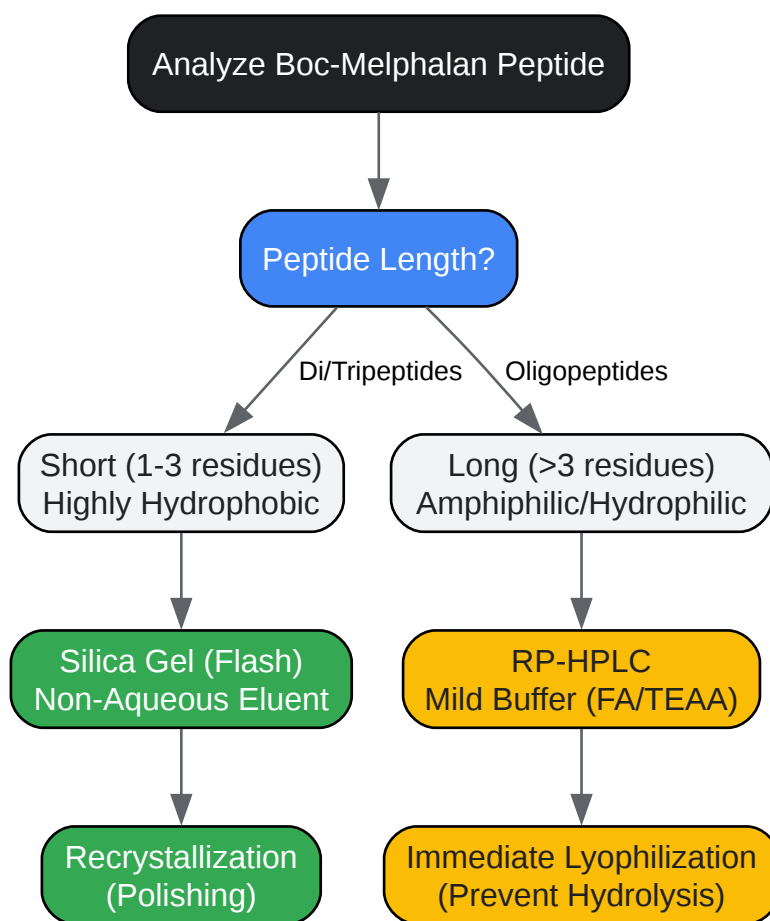 Analyze Boc-Melphalan Peptide
Peptide Length?
Di/Tripeptides
Oligopeptides
Short (1-3 residues)
Highly Hydrophobic
Long (>3 residues)
Amphiphilic/Hydrophilic
Silica Gel (Flash)
Non-Aqueous Eluent
RP-HPLC
Mild Buffer (FA/TEAA)
Recrystallization
(Polishing)
Immediate Lyophilization
(Prevent Hydrolysis)